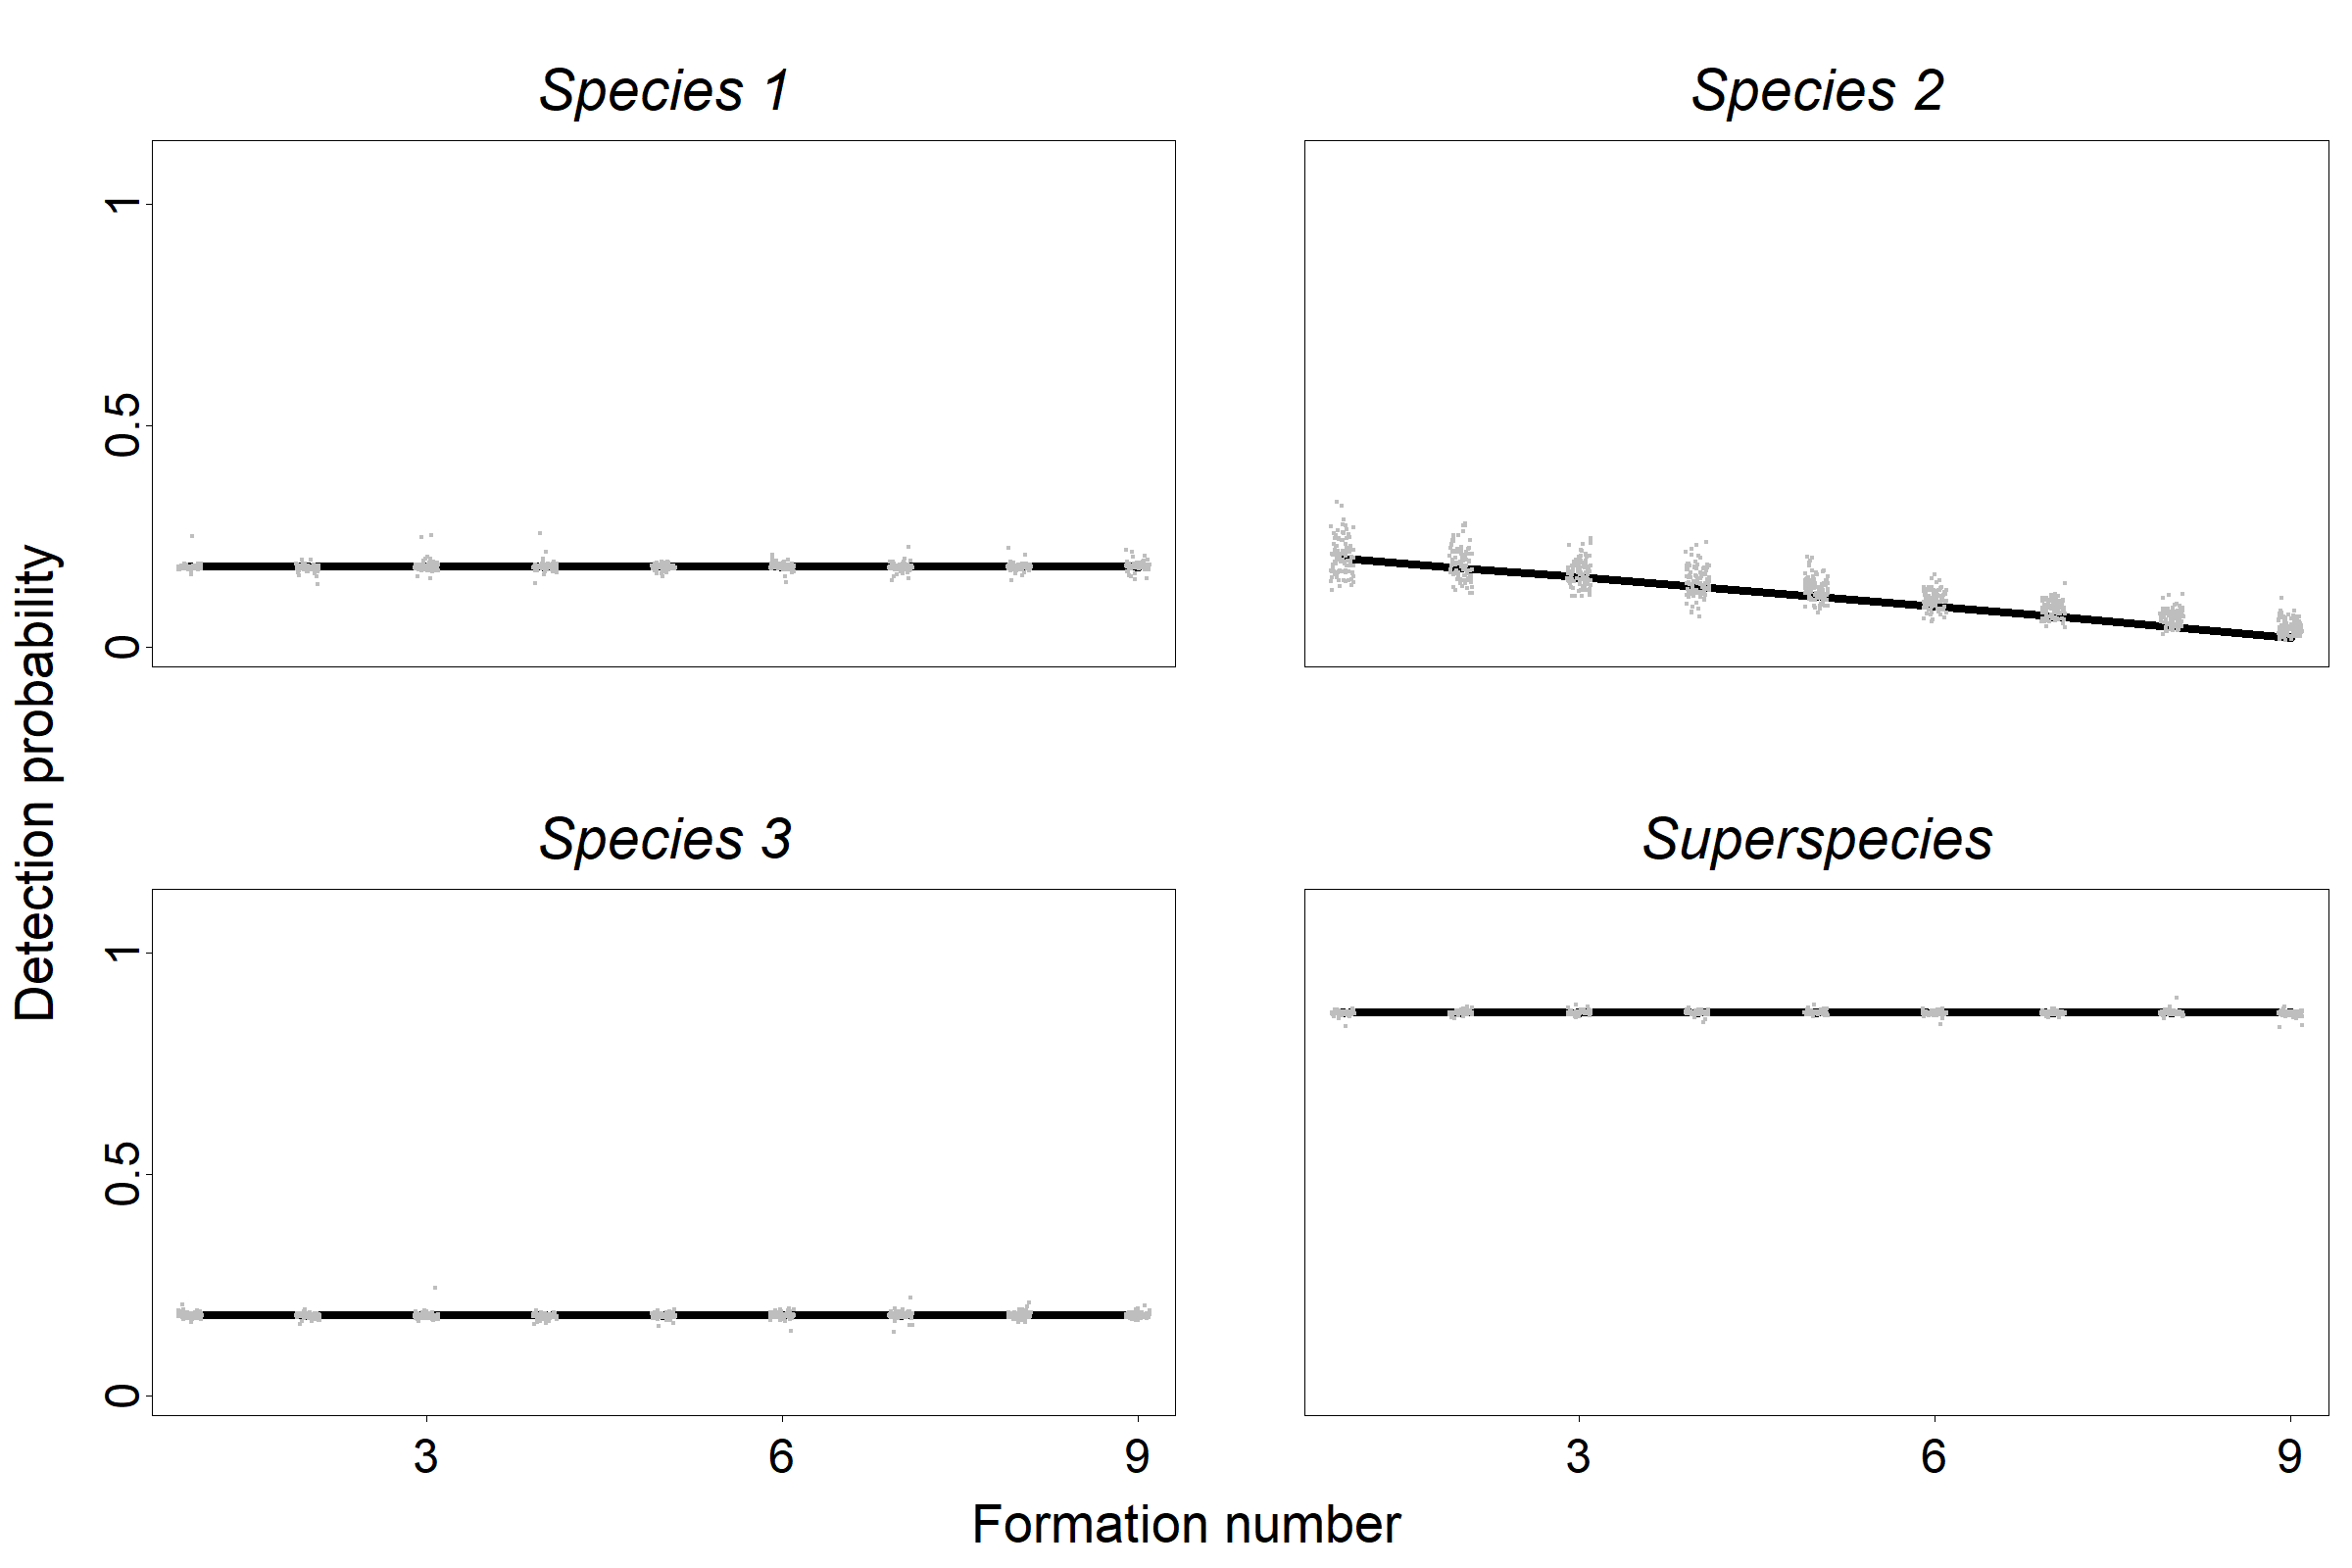 Species 1
Species 2
1
0.5
0
Detection probability
Species 3
Superspecies
1
0.5
0
3
6
9
3
6
9
Formation number